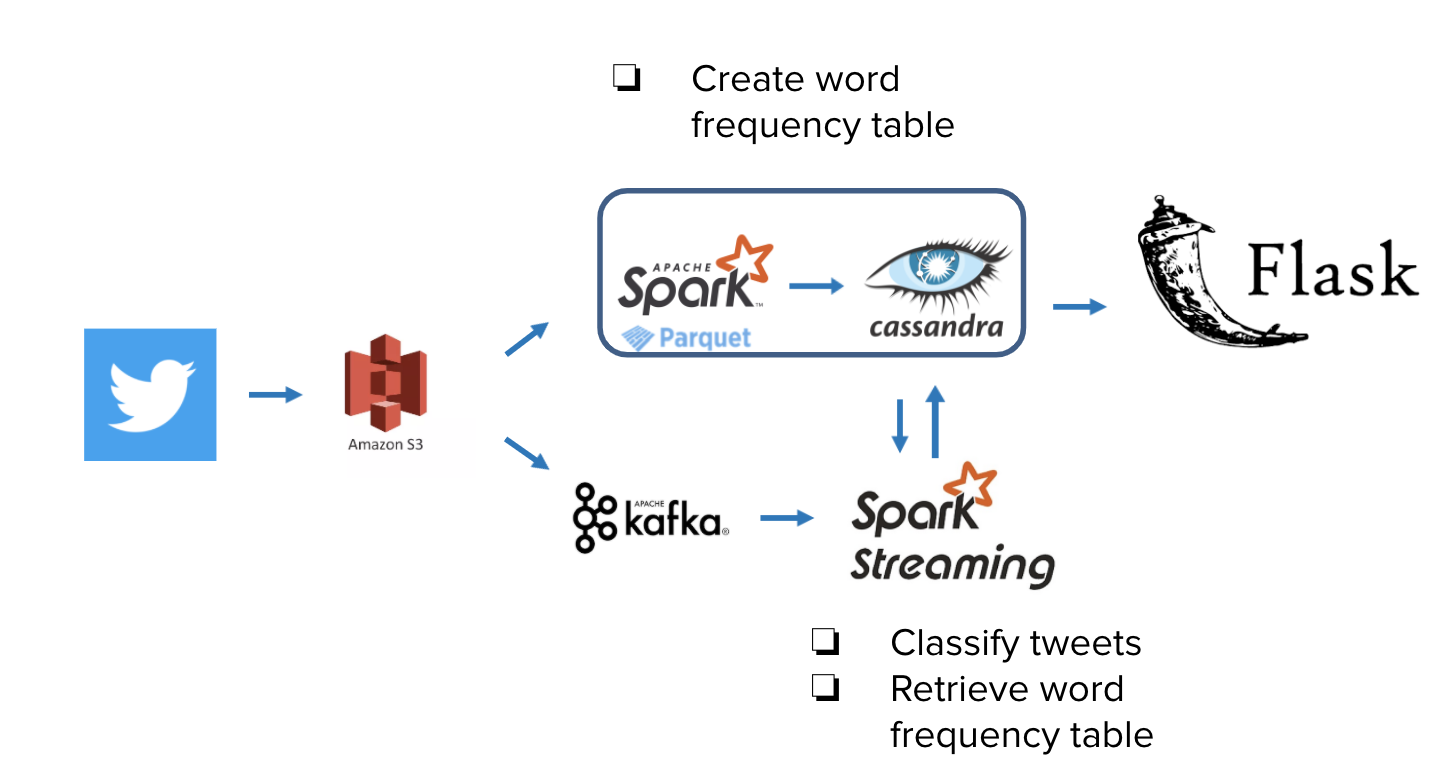 Create word
frequency table
APACHE
Spark™
Parquet
cassandra
Flask
Amazon S3
APACHE
kafka®
Spark
Streaming
Classify tweets
Retrieve word
frequency table